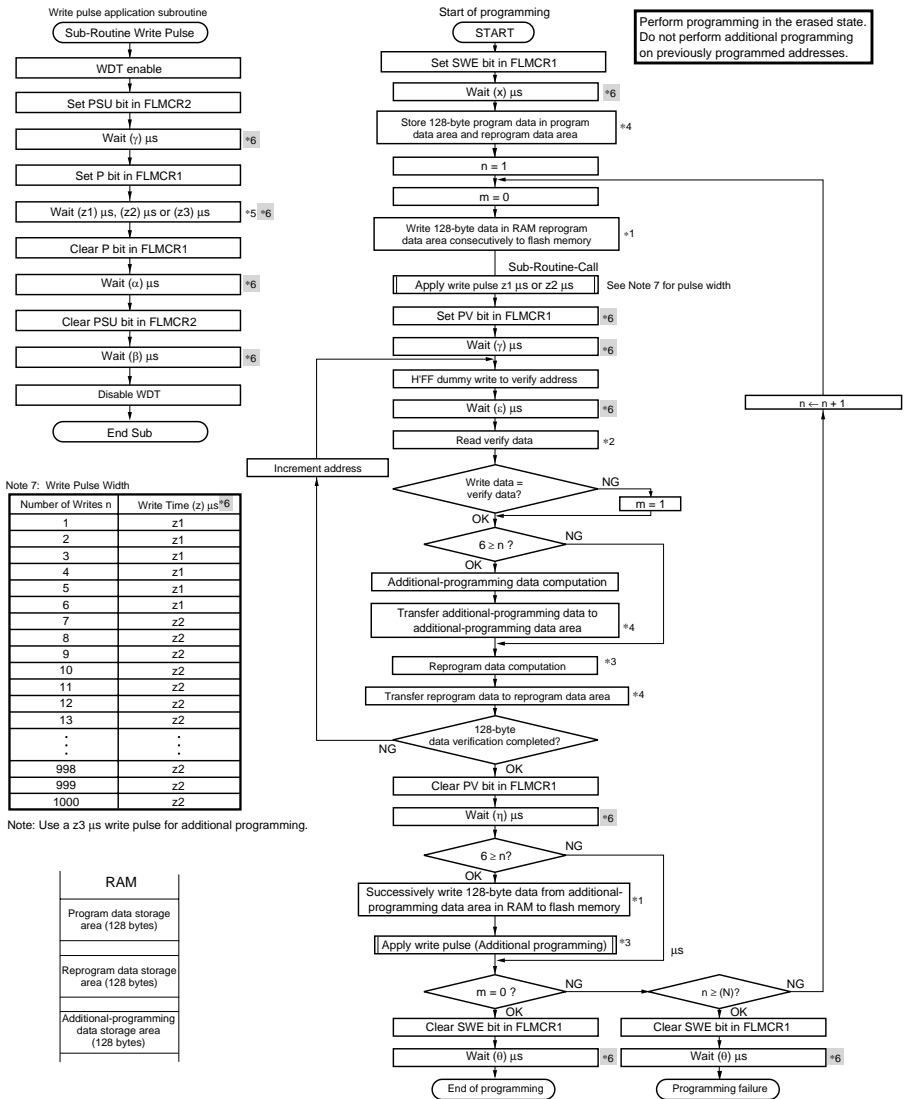 Write pulse application subroutine
Sub-Routine Write Pulse
WDT enable
Set PSU bit in FLMCR2
Wait (γ) μs
*6
Set P bit in FLMCR1
Wait (z1) μs, (z2) μs or (z3) μs
*5 *6
Clear P bit in FLMCR1
Wait (α) μs
*6
Clear PSU bit in FLMCR2
Wait (β) μs
*6
Disable WDT
End Sub
Note 7: Write Pulse Width
Number of Writes n Write Time (z) μs*6
1 z1
2 z1
3 z1
4 z1
5 z1
6 z1
7 z2
8 z2
9 z2
10 z2
11 z2
12 z2
13 z2
998 z2
999 z2
1000 z2
Note: Use a z3 μs write pulse for additional programming.
RAM
Program data storage
area (128 bytes)
Reprogram data storage
area (128 bytes)
Additional-programming
data storage area
(128 bytes)
Start of programming
START
Set SWE bit in FLMCR1
Wait (x) μs
*6
Store 128-byte program data in program
data area and reprogram data area
*4
n = 1
m = 0
Write 128-byte data in RAM reprogram
data area consecutively to flash memory
*1
Sub-Routine-Call
Apply write pulse z1 μs or z2 μs
See Note 7 for pulse width
Set PV bit in FLMCR1
*6
Wait (γ) μs
*6
H'FF dummy write to verify address
Wait (ε) μs
*6
Read verify data
*2
Increment address
Write data =
verify data?
NG
m = 1
OK
6 ≥ n ?
NG
OK
Additional-programming data computation
Transfer additional-programming data to
additional-programming data area
*4
Reprogram data computation
*3
Transfer reprogram data to reprogram data area
*4
128-byte
data verification completed?
NG
OK
Clear PV bit in FLMCR1
Wait (η) μs
*6
6 ≥ n?
NG
OK
Successively write 128-byte data from additional-
programming data area in RAM to flash memory
*1
Apply write pulse (Additional programming)
*3
μs
m = 0 ?
NG
OK
Clear SWE bit in FLMCR1
Wait (θ) μs
*6
End of programming
n ≥ (N)?
NG
OK
Clear SWE bit in FLMCR1
Wait (θ) μs
*6
Programming failure
n ← n + 1
Perform programming in the erased state.
Do not perform additional programming
on previously programmed addresses.